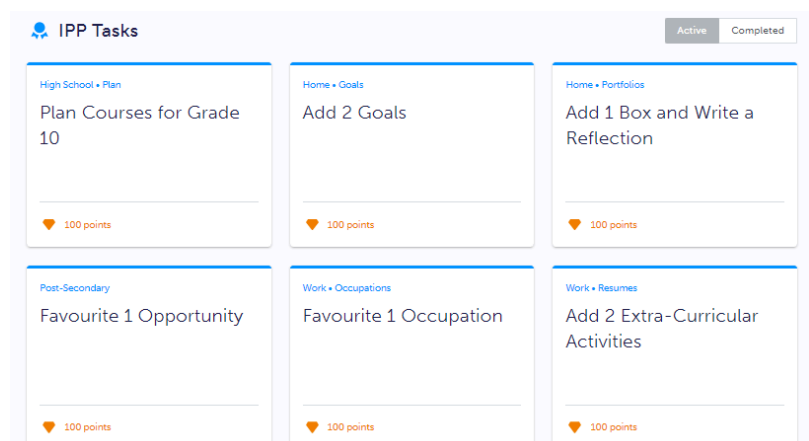 IPP Tasks
Active
Completed
High School • Plan
Plan Courses for Grade
10
100 points
Home • Goals
Add 2 Goals
100 points
Home • Portfolios
Add 1 Box and Write a
Reflection
100 points
Post-Secondary
Favourite 1 Opportunity
100 points
Work • Occupations
Favourite 1 Occupation
100 points
Work • Resumes
Add 2 Extra-Curricular
Activities
100 points